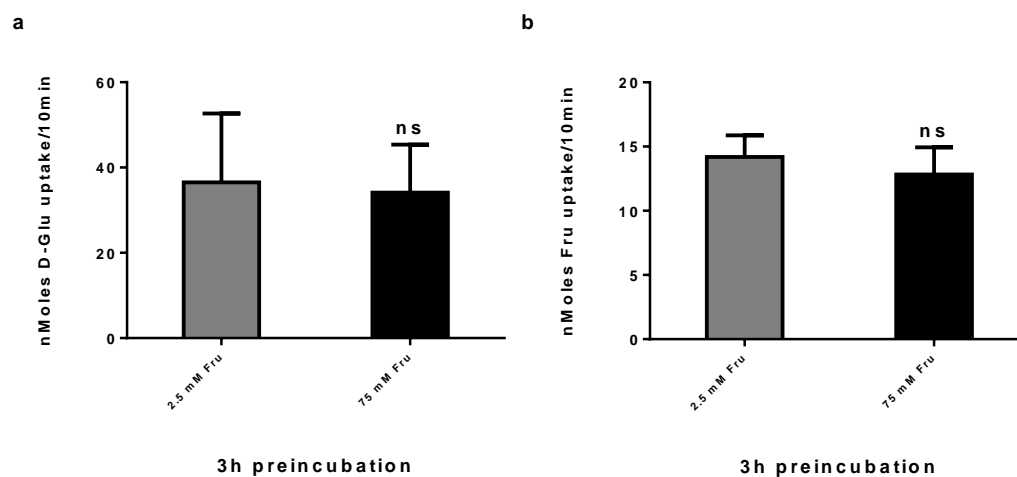 a
nMoles D-Glu uptake/10min
60
40
20
0
ns
2.5 mM Fru
75 mM Fru
3h preincubation
b
nMoles Fru uptake/10min
20
15
10
5
0
ns
2.5 mM Fru
75 mM Fru
3h preincubation